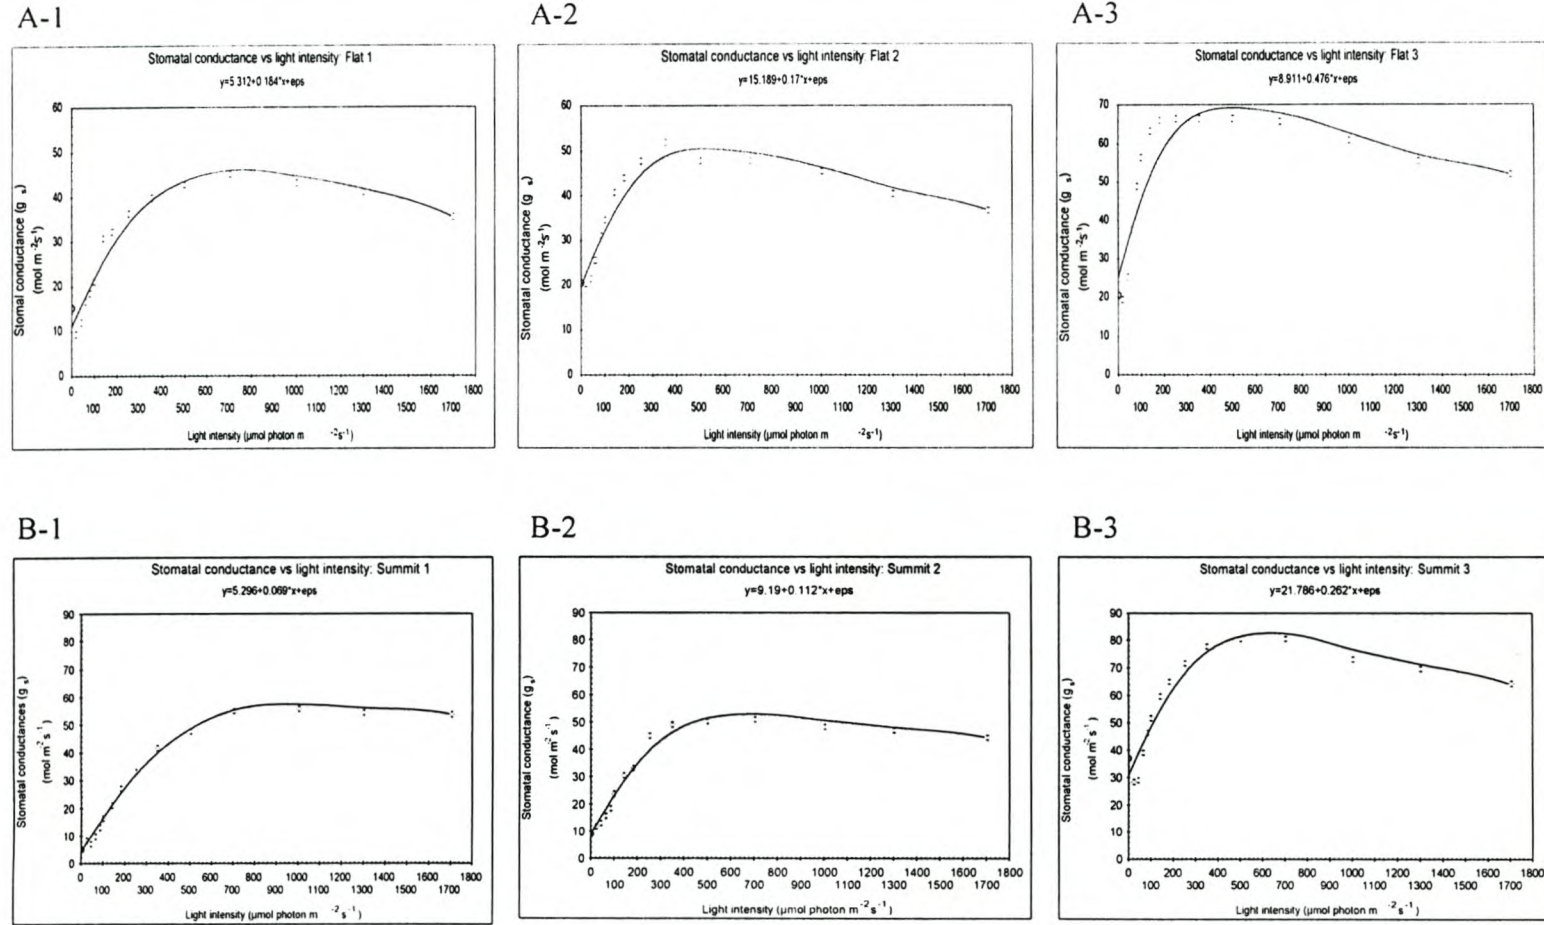 A-1
Stomatal conductance vs light intensity: Flat 1
y=5.312+0.184*x+eps
Stomal conductance (g s)
(mol m -2s-1)
60
50
40
30
20
10
0
0 200 400 600 800 1000 1200 1400 1600 1800
100 300 500 700 900 1100 1300 1500 1700
Light intensity (µmol photon m -2s-1)
A-2
Stomatal conductance vs light intensity: Flat 2
y=15.189+0.17*x+eps
Stomatal conductance (g s)
(mol m -2s-1)
60
50
40
30
20
10
0
0 200 400 600 800 1000 1200 1400 1600 1800
100 300 500 700 900 1100 1300 1500 1700
Light intensity (µmol photon m -2s-1)
A-3
Stomatal conductance vs light intensity: Flat 3
y=8.911+0.476*x+eps
Stomatal comductance (g s)
(mol m -2s-1)
70
60
50
40
30
20
10
0
0 200 400 600 800 1000 1200 1400 1600 1800
100 300 500 700 900 1100 1300 1500 1700
Light intensity (µmol photon m -2s-1)
B-1
Stomatal conductance vs light intensity: Summit 1
y=5.296+0.069*x+eps
Stomatal conductances (g s)
(mol m-2 s-1)
90
80
70
60
50
40
30
20
10
0
0 200 400 600 800 1000 1200 1400 1600 1800
100 300 500 700 900 1100 1300 1500 1700
Light intensity (µmol photon m -2 s-1)
B-2
Stomatal conductance vs light intensity: Summit 2
y=9.19+0.112*x+eps
Stomatal conductance (g s)
(mol m-2 s-1)
90
80
70
60
50
40
30
20
10
0
0 200 400 600 800 1000 1200 1400 1600 1800
100 300 500 700 900 1100 1300 1500 1700
Light intensity (µmol photon m-2 s-1)
B-3
Stomatal conductance vs light intensity: Summit 3
y=21.786+0.262*x+eps
Stomatal conductance (g s)
(mol m-2 s-1)
90
80
70
60
50
40
30
20
10
0
0 200 400 600 800 1000 1200 1400 1600 1800
100 300 500 700 900 1100 1300 1500 1700
Light intensity (µmol photon m -2 s-1)